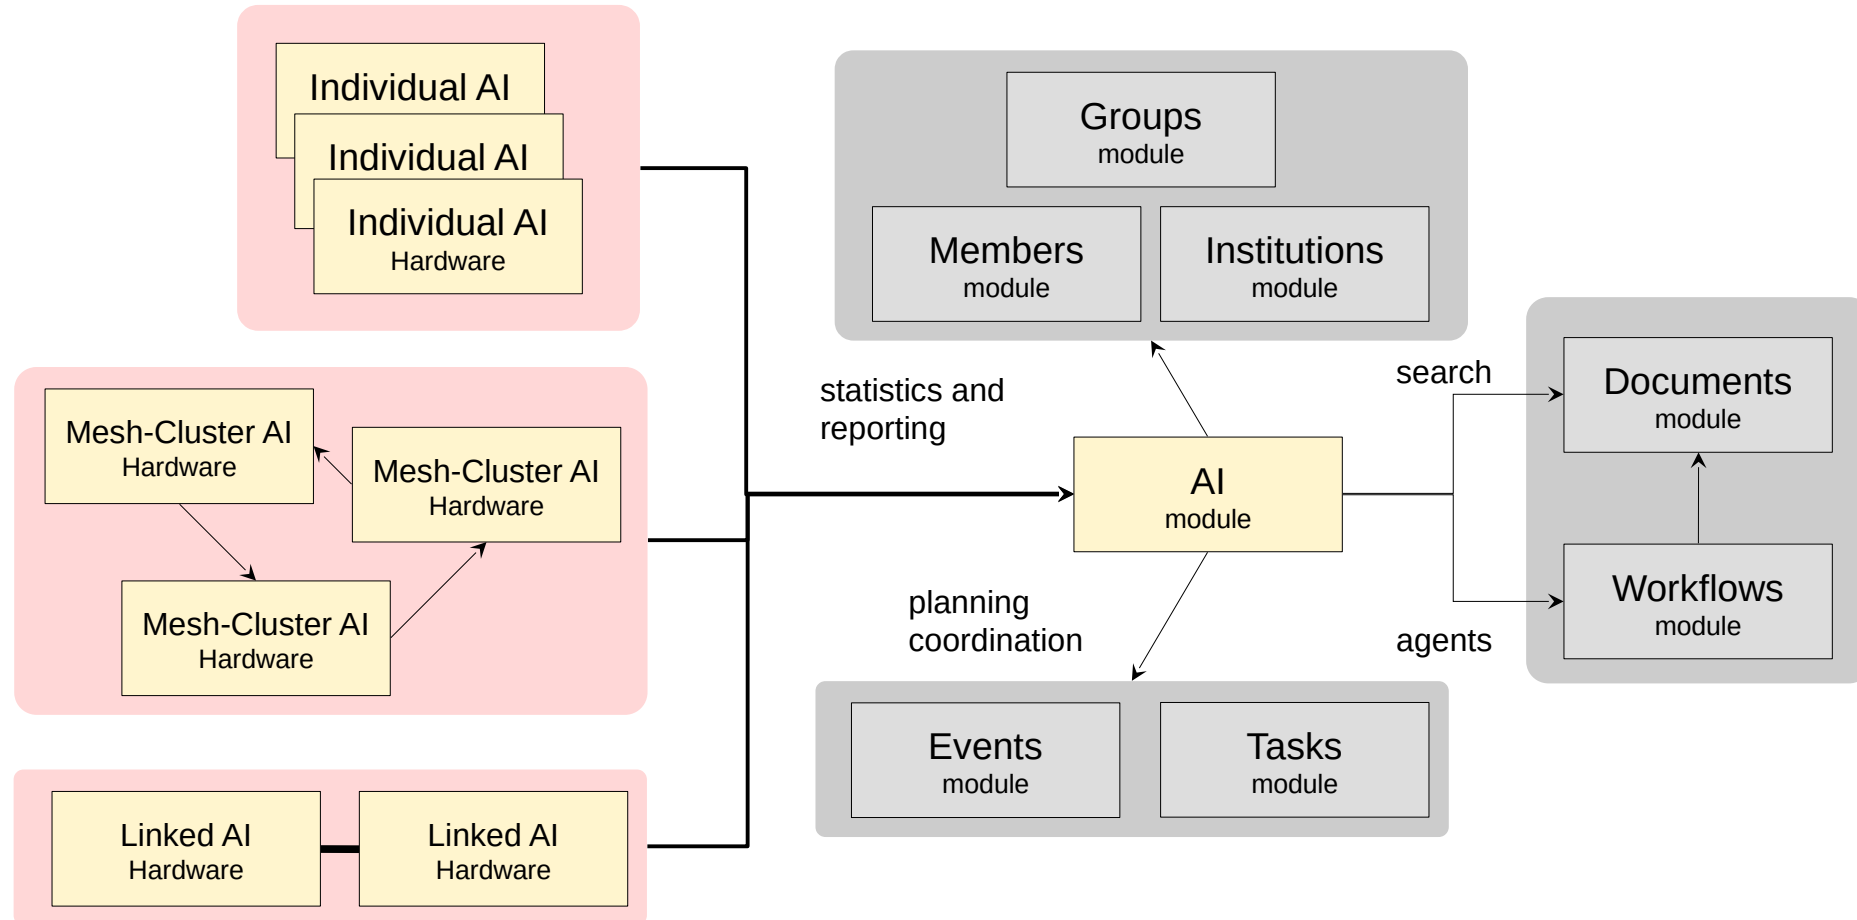 Individual AI
Individual AI
Individual AI
Hardware
Mesh-Cluster AI
Hardware
Mesh-Cluster AI
Hardware
Mesh-Cluster AI
Hardware
Linked AI
Hardware
Linked AI
Hardware
Groups
module
Members
module
Institutions
module
statistics and
reporting
AI
module
planning
coordination
Events
module
Tasks
module
search
Documents
module
agents
Workflows
module